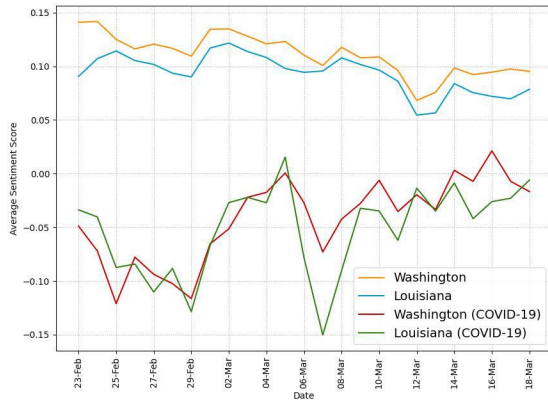 0.15
0.10
0.05
0.00
−0.05
−0.10
−0.15
Average Sentiment Score
Washington
Louisiana
Washington (COVID-19)
Louisiana (COVID-19)
23-Feb
25-Feb
27-Feb
29-Feb
02-Mar
04-Mar
06-Mar
08-Mar
10-Mar
12-Mar
14-Mar
16-Mar
18-Mar
Date